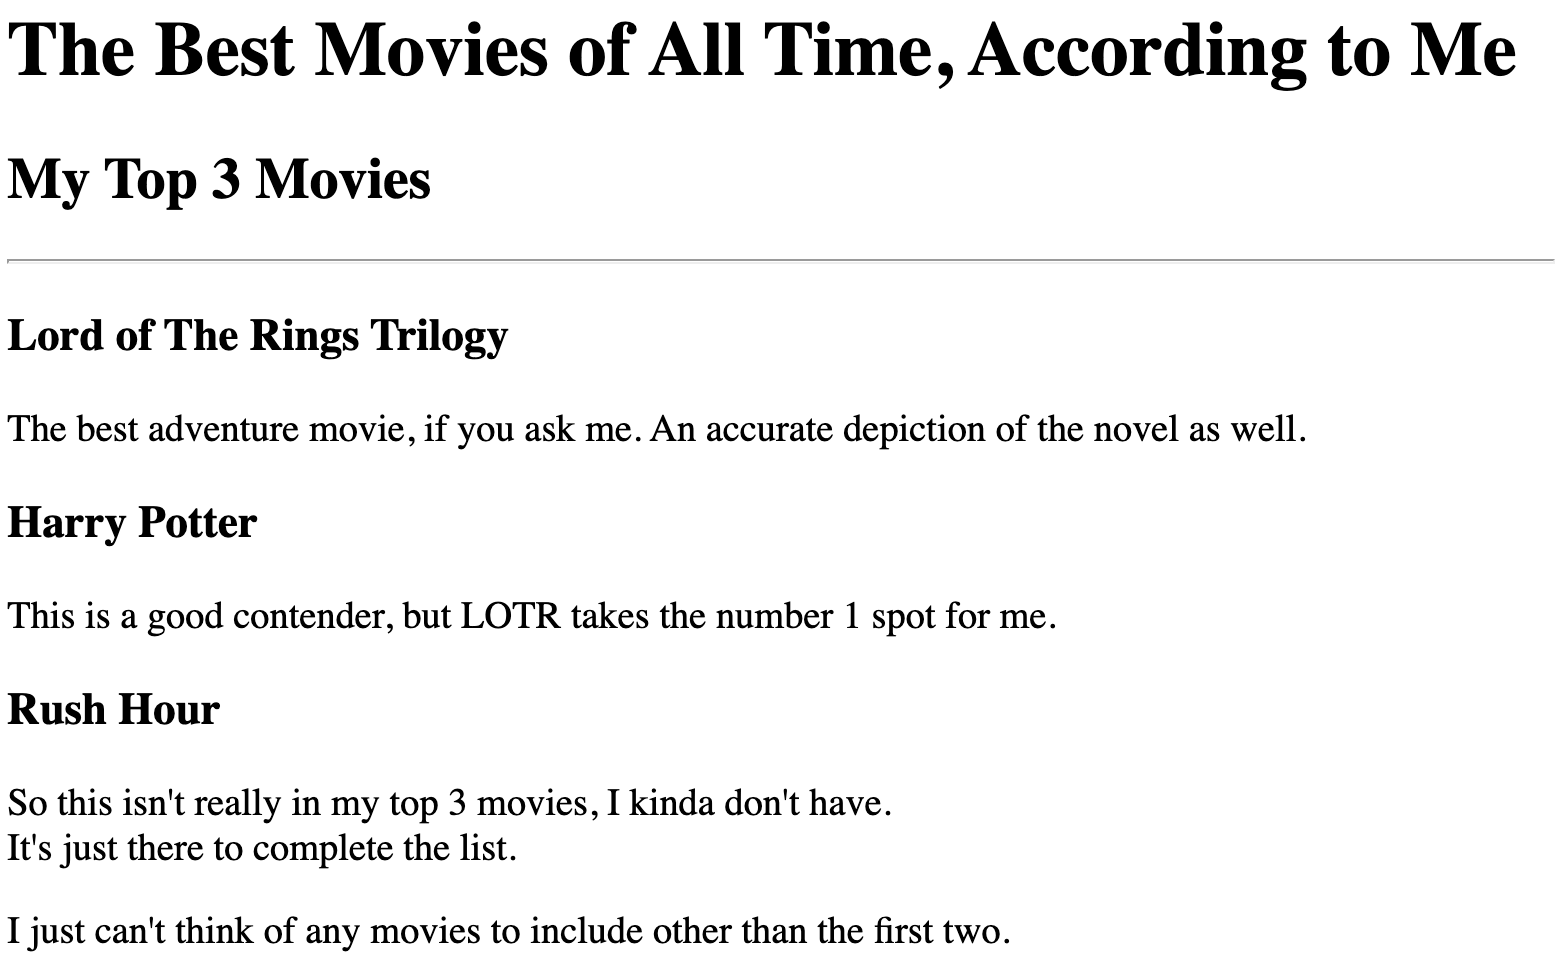 The Best Movies of All Time, According to Me
My Top 3 Movies
Lord of The Rings Trilogy
The best adventure movie, if you ask me. An accurate depiction of the novel as well.
Harry Potter
This is a good contender, but LOTR takes the number 1 spot for me.
Rush Hour
So this isn't really in my top 3 movies, I kinda don't have.
It's just there to complete the list.
I just can't think of any movies to include other than the first two.